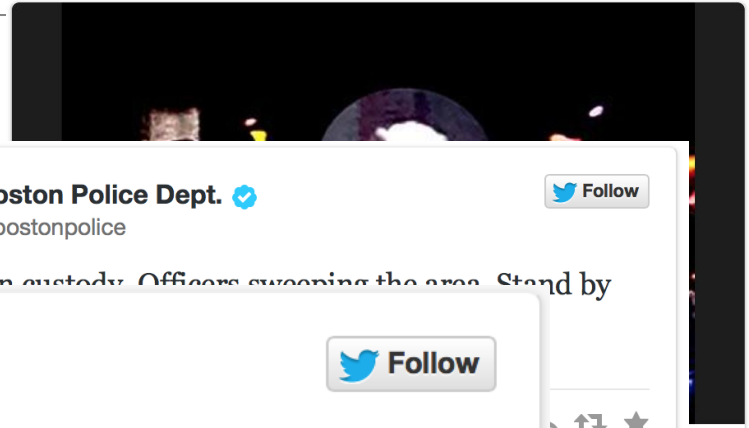 oston Police Dept.
Follow
bostonpolice
n custody. Officers sweeping the area. Stand by
Follow